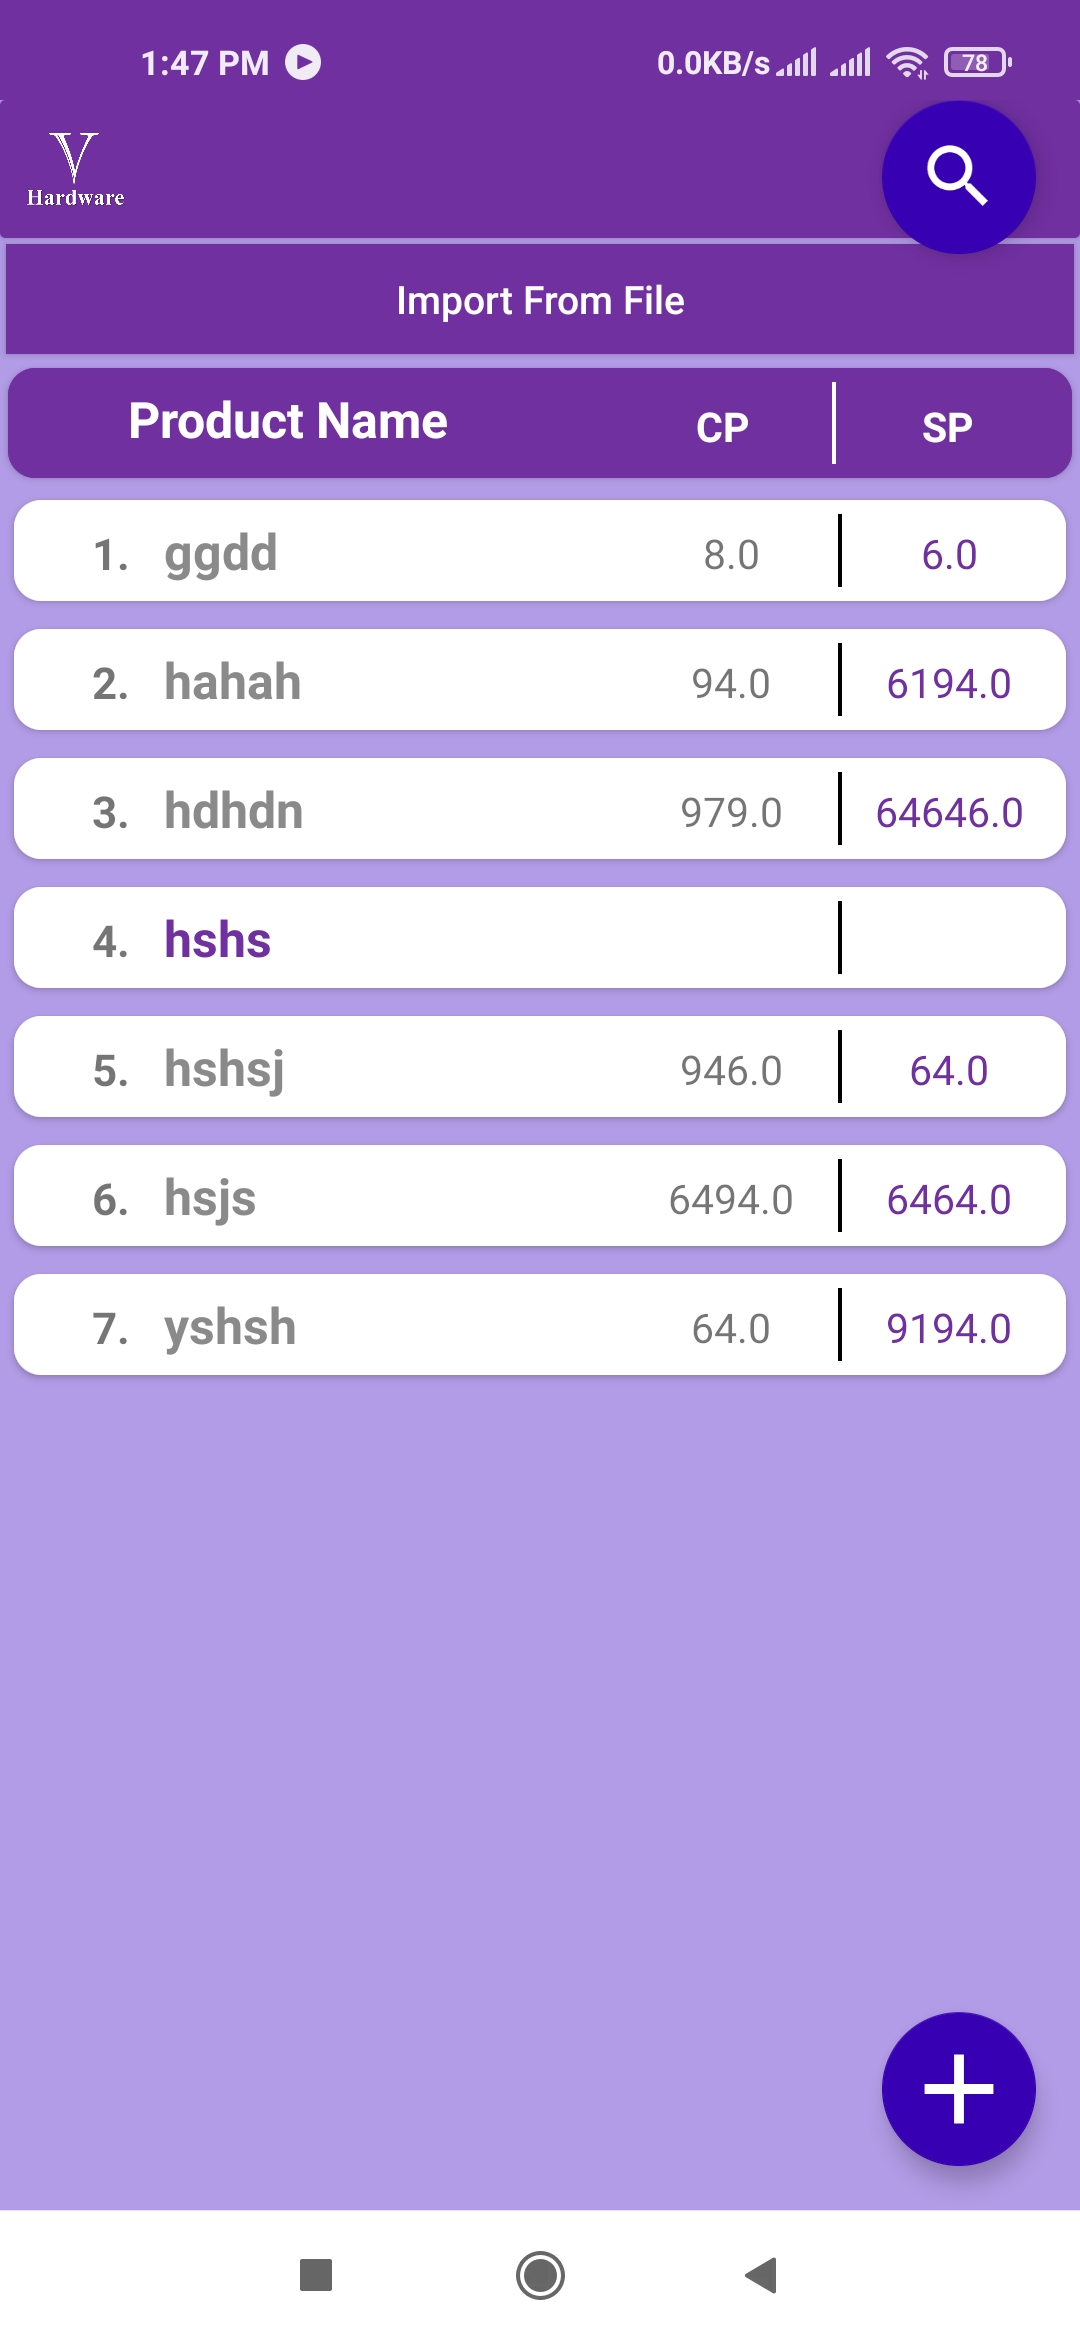 1:47 PM 0.0KB/s 78
V
Hardware
Import From File
Product Name CP SP
1. ggdd 8.0 6.0
2. hahah 94.0 6194.0
3. hdhdn 979.0 64646.0
4. hshs
5. hshsj 946.0 64.0
6. hsjs 6494.0 6464.0
7. yshsh 64.0 9194.0